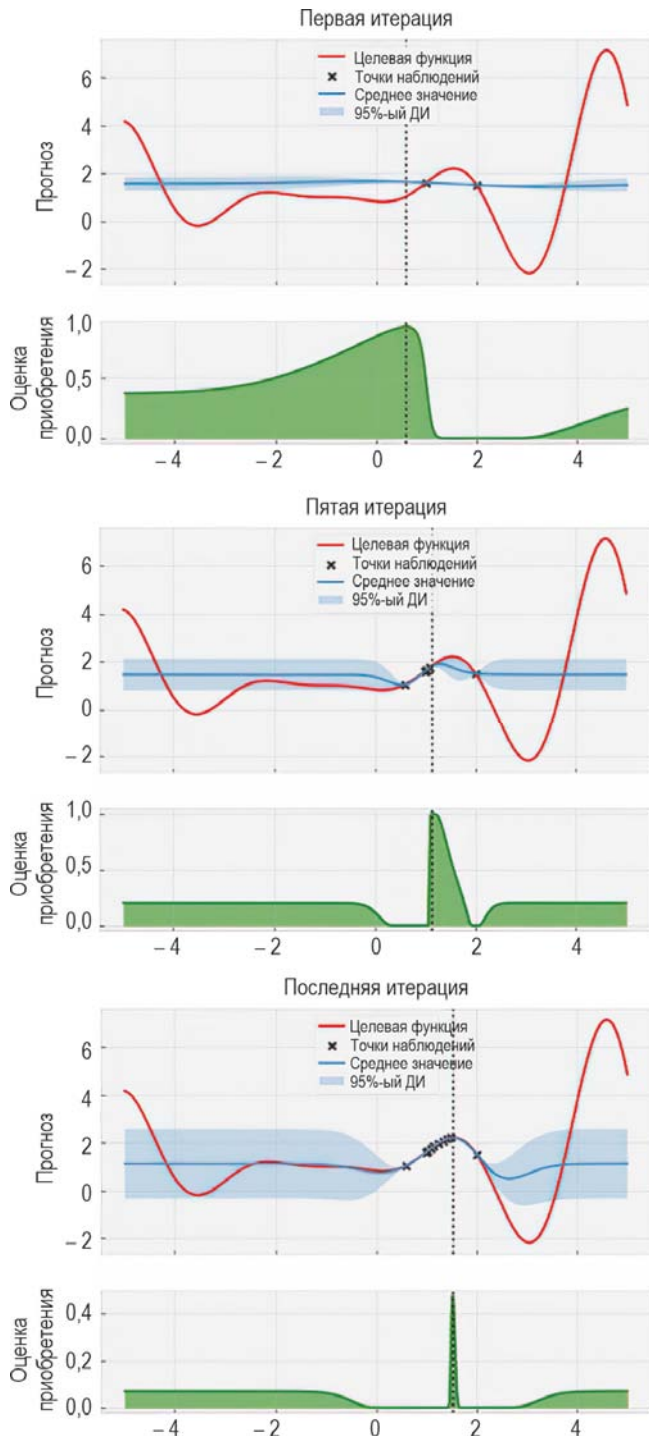 Первая итерация
Целевая функция
Точки наблюдений
Среднее значение
95%-ый ДИ
Прогноз
6
4
2
0
– 2
Оценка
приобретения
1,0
0,5
0,0
– 4
– 2
0
2
4
Пятая итерация
Целевая функция
Точки наблюдений
Среднее значение
95%-ый ДИ
Прогноз
6
4
2
0
– 2
Оценка
приобретения
1,0
0,5
0,0
– 4
– 2
0
2
4
Последняя итерация
Целевая функция
Точки наблюдений
Среднее значение
95%-ый ДИ
Прогноз
6
4
2
0
– 2
Оценка
приобретения
0,4
0,2
0,0
– 4
– 2
0
2
4